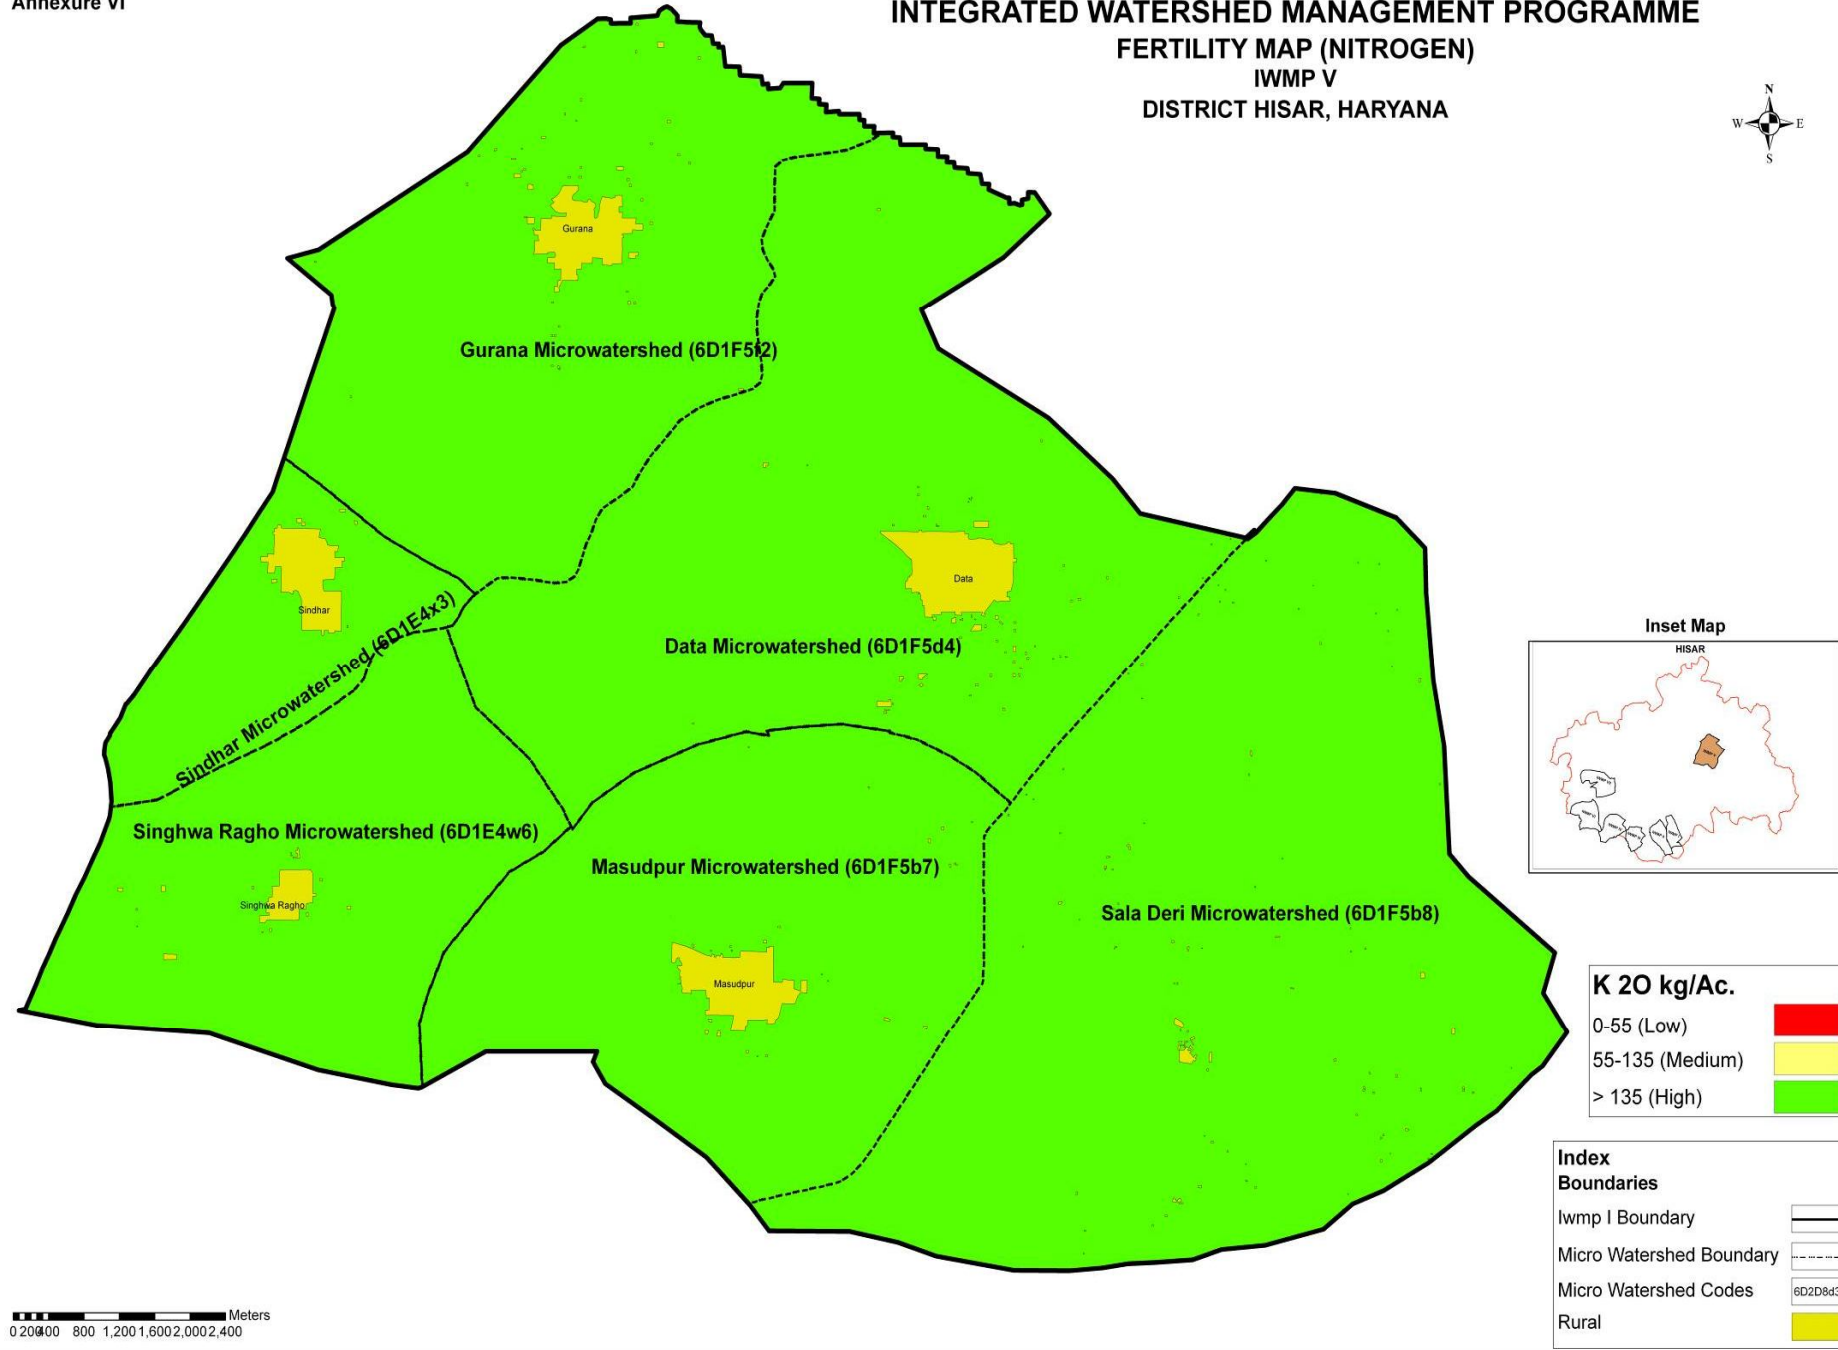 Annexure VI
INTEGRATED WATERSHED MANAGEMENT PROGRAMME
FERTILITY MAP (NITROGEN)
IWMP V
DISTRICT HISAR, HARYANA
N
W E
S
Gurana
Gurana Microwatershed (6D1F5f2)
Sindhar
Data
Sindhar Microwatershed (6D1E4x3)
Data Microwatershed (6D1F5d4)
Singhwa Ragho Microwatershed (6D1E4w6)
Singhwa Ragho
Masudpur Microwatershed (6D1F5b7)
Masudpur
Sala Deri Microwatershed (6D1F5b8)
Inset Map
HISAR
K 2O kg/Ac.
0-55 (Low)
55-135 (Medium)
> 135 (High)
Index
Boundaries
Iwmp I Boundary
Micro Watershed Boundary
Micro Watershed Codes 6D2D8d3
Rural
Meters
0 200 400 800 1,200 1,600 2,000 2,400